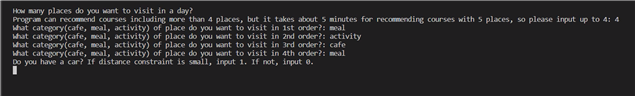 How many places do you want to visit in a day?
Program can recommend courses including more than 4 places, but it takes about 5 minutes for recommending courses with 5 places, so please input up to 4: 4
What category(cafe, meal, activity) of place do you want to visit in 1st order?: meal
What category(cafe, meal, activity) of place do you want to visit in 2nd order?: activity
What category(cafe, meal, activity) of place do you want to visit in 3rd order?: cafe
What category(cafe, meal, activity) of place do you want to visit in 4th order?: meal
Do you have a car? If distance constraint is small, input 1. If not, input 0.